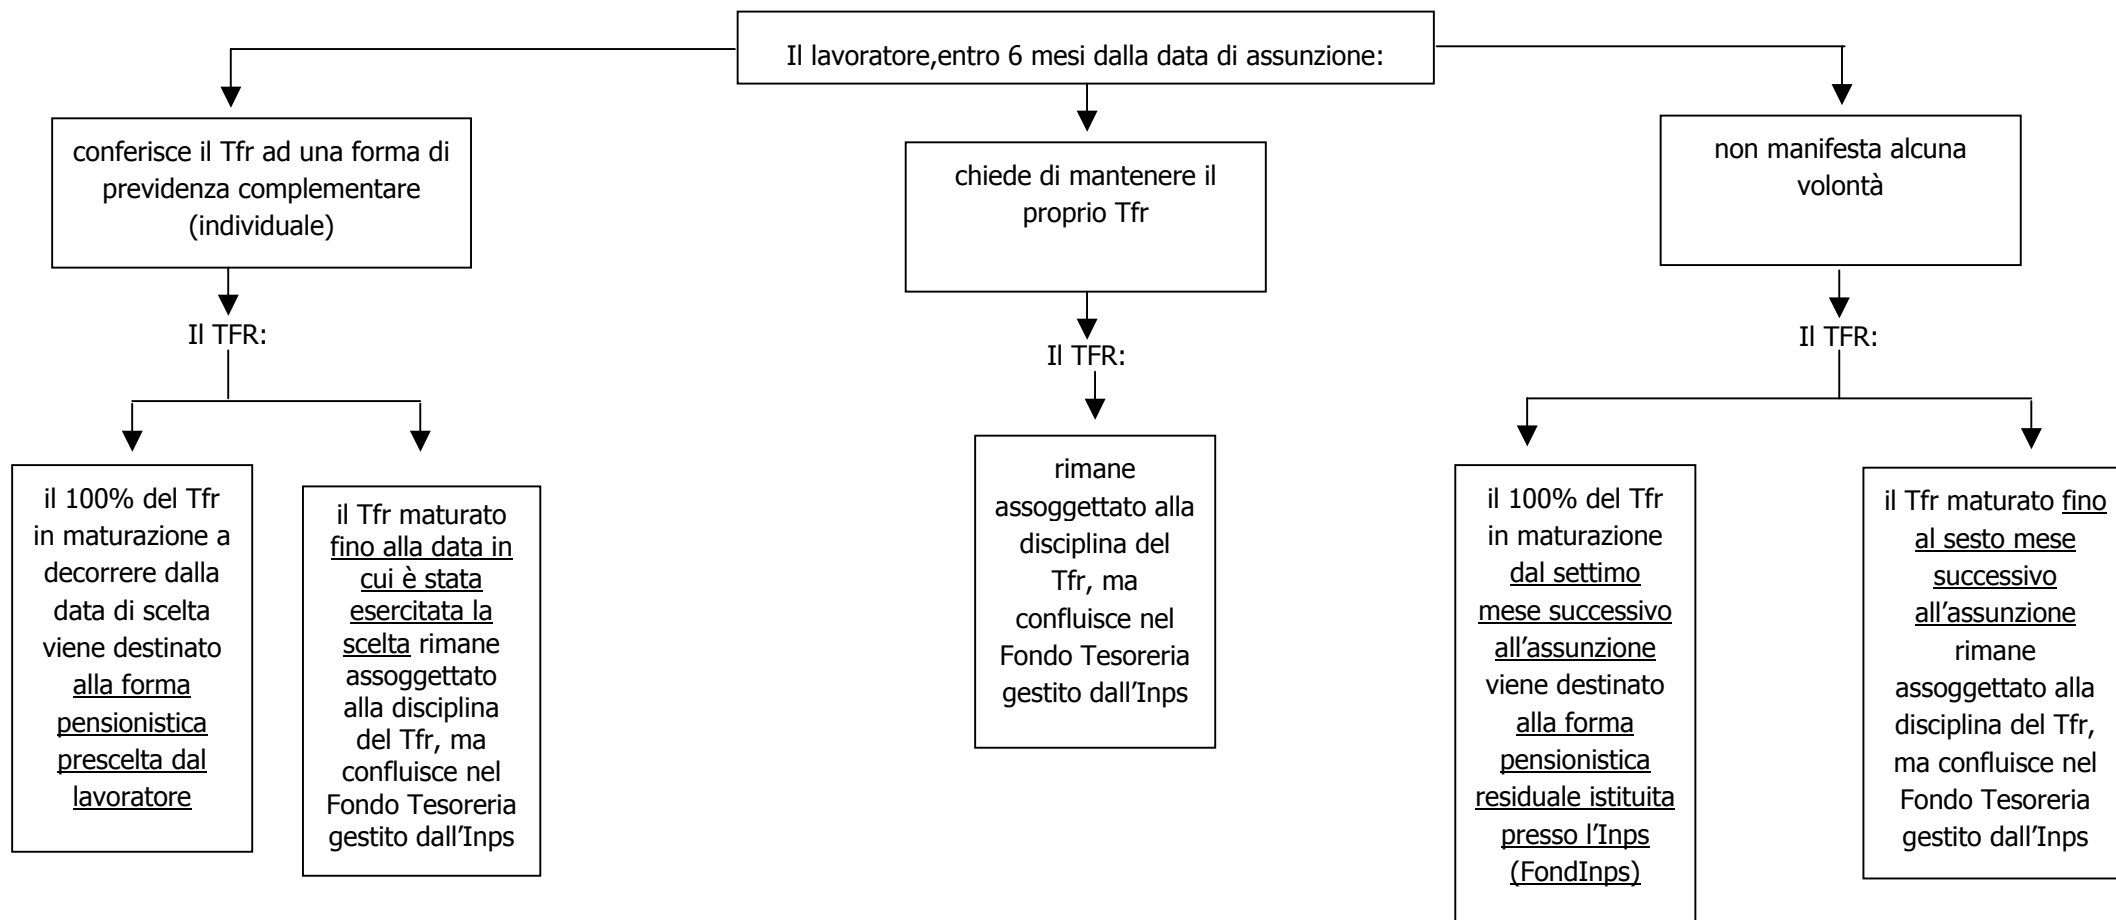 Il lavoratore,entro 6 mesi dalla data di assunzione:
conferisce il Tfr ad una forma di
previdenza complementare
(individuale)
chiede di mantenere il
proprio Tfr
non manifesta alcuna
volontà
Il TFR:
Il TFR:
Il TFR:
il 100% del Tfr
in maturazione a
decorrere dalla
data di scelta
viene destinato
alla forma
pensionistica
prescelta dal
lavoratore
il Tfr maturato
fino alla data in
cui è stata
esercitata la
scelta rimane
assoggettato
alla disciplina
del Tfr, ma
confluisce nel
Fondo Tesoreria
gestito dall’Inps
rimane
assoggettato alla
disciplina del
Tfr, ma
confluisce nel
Fondo Tesoreria
gestito dall’Inps
il 100% del Tfr
in maturazione
dal settimo
mese successivo
all’assunzione
viene destinato
alla forma
pensionistica
residuale istituita
presso l’Inps
(FondInps)
il Tfr maturato fino
al sesto mese
successivo
all’assunzione
rimane
assoggettato alla
disciplina del Tfr,
ma confluisce nel
Fondo Tesoreria
gestito dall’Inps